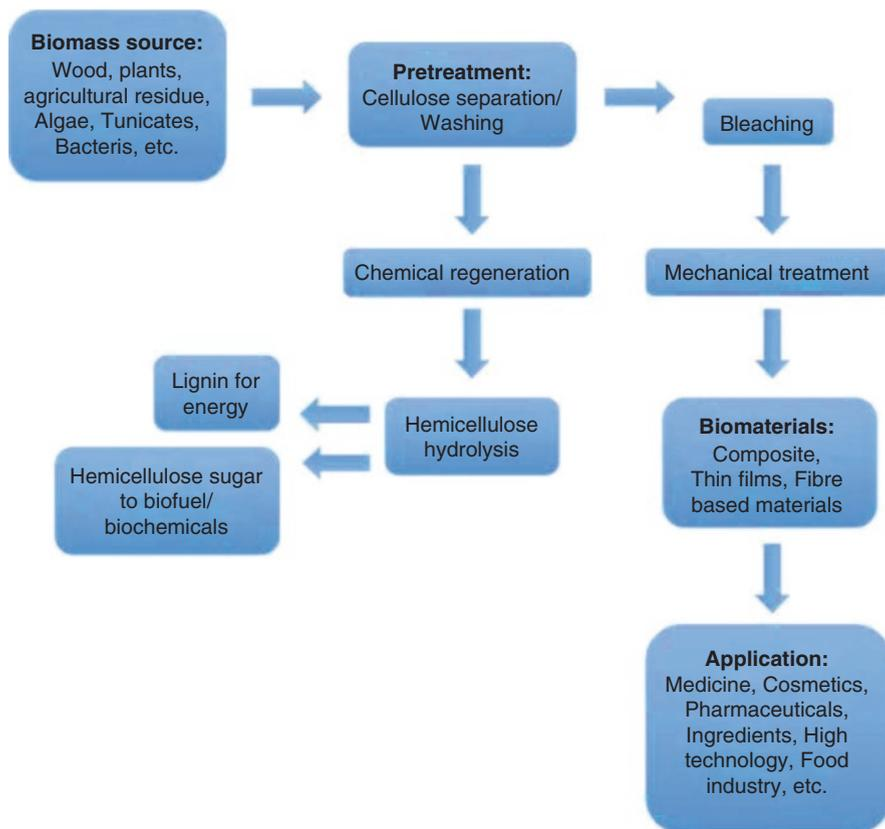 Biomass source:
Wood, plants,
agricultural residue,
Algae, Tunicates,
Bacteris, etc.
Pretreatment:
Cellulose separation/
Washing
Bleaching
Chemical regeneration
Mechanical treatment
Lignin for
energy
Hemicellulose
hydrolysis
Hemicellulose sugar
to biofuel/
biochemicals
Biomaterials:
Composite,
Thin films, Fibre
based materials
Application:
Medicine, Cosmetics,
Pharmaceuticals,
Ingredients, High
technology, Food
industry, etc.